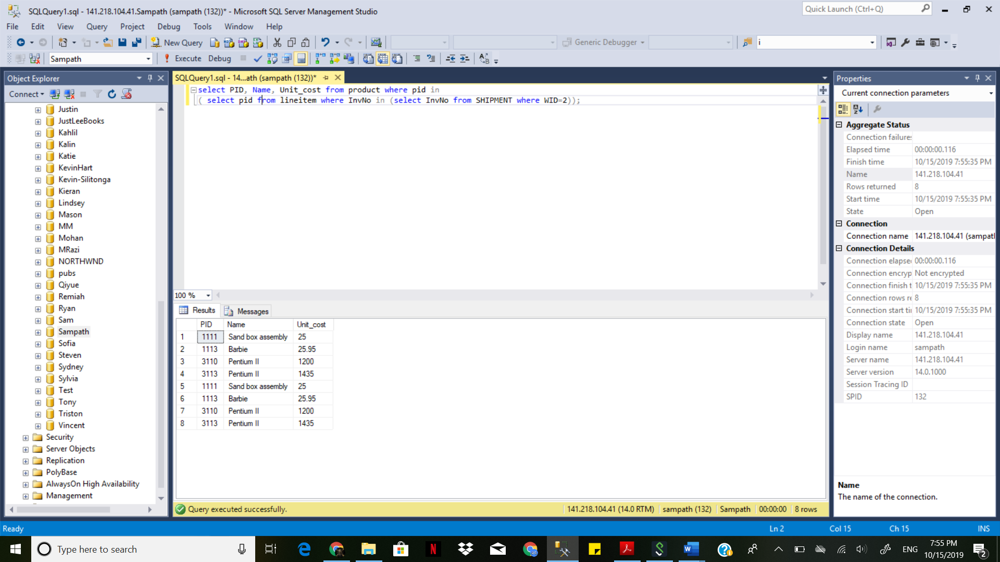 SQLQuery1.sql - 141.218.104.41.Sampath (sampath (132))* - Microsoft SQL Server Management Studio
Quick Launch (Ctrl+Q)
File Edit View Query Project Debug Tools Window Help
New Query
Generic Debugger
i
Sampath
Execute Debug
Object Explorer
Connect
Justin
JustLeeBooks
Kahlil
Kalin
Katie
KevinHart
Kevin-Silitonga
Kieran
Lindsey
Mason
MM
Mohan
MRazi
NORTHWND
pubs
Qiyue
Remiah
Ryan
Sam
Sampath
Sofia
Steven
Sydney
Sylvia
Test
Tony
Triston
Vincent
Security
Server Objects
Replication
PolyBase
AlwaysOn High Availability
Management
SQLQuery1.sql - 14...ath (sampath (132))*
select PID, Name, Unit_cost from product where pid in
( select pid from lineitem where InvNo in (select InvNo from SHIPMENT where WID=2));
100 %
Results Messages
PID Name Unit_cost
1 1111 Sand box assembly 25
2 1113 Barbie 25.95
3 3110 Pentium II 1200
4 3113 Pentium II 1435
5 1111 Sand box assembly 25
6 1113 Barbie 25.95
7 3110 Pentium II 1200
8 3113 Pentium II 1435
Query executed successfully. 141.218.104.41 (14.0 RTM) sampath (132) Sampath 00:00:00 8 rows
Properties
Current connection parameters
Aggregate Status
Connection failures
Elapsed time 00:00:00.116
Finish time 10/15/2019 7:55:35 PM
Name 141.218.104.41
Rows returned 8
Start time 10/15/2019 7:55:35 PM
State Open
Connection
Connection name 141.218.104.41 (sampatl
Connection Details
Connection elapse 00:00:00.116
Connection encryp Not encrypted
Connection finish t 10/15/2019 7:55:35 PM
Connection rows re 8
Connection start ti 10/15/2019 7:55:35 PM
Connection state Open
Display name 141.218.104.41
Login name sampath
Server name 141.218.104.41
Server version 14.0.1000
Session Tracing ID
SPID 132
Name
The name of the connection.
Ready Ln 2 Col 15 Ch 15 INS
Type here to search
ENG
7:55 PM
10/15/2019
2